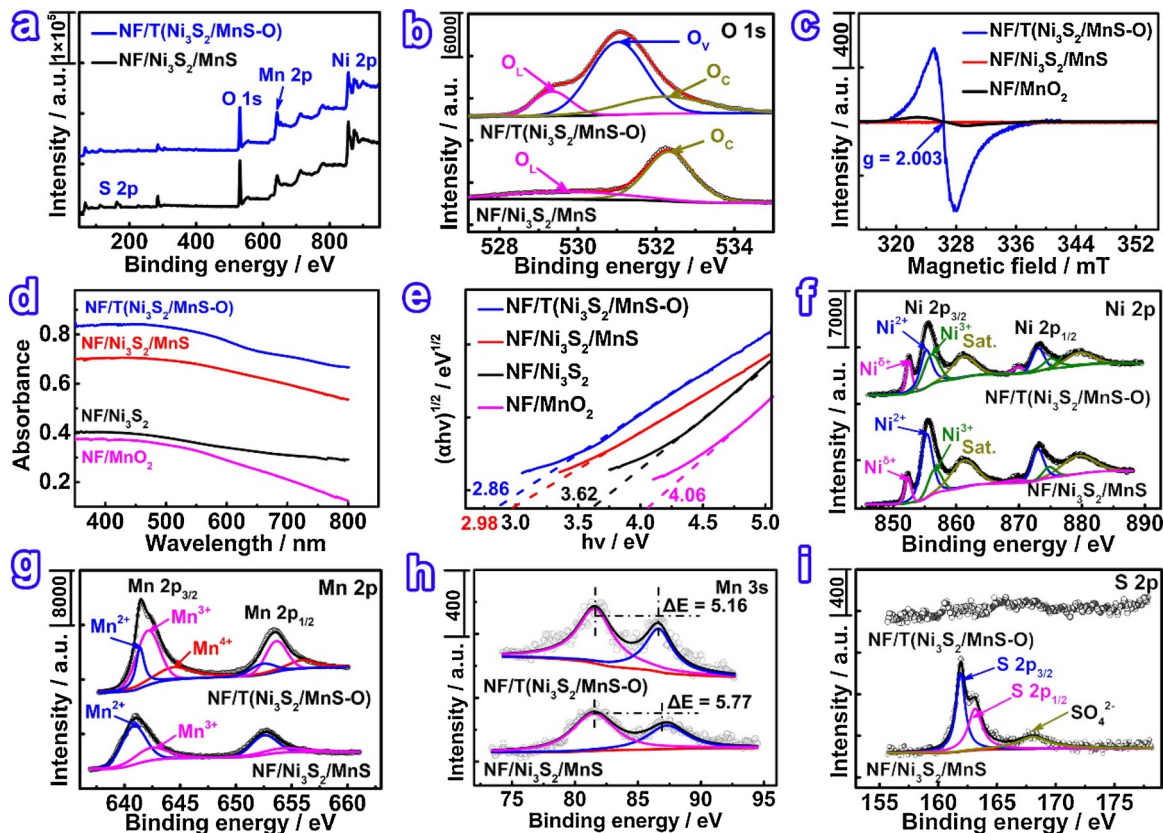 a
Intensity / a.u.
1×10⁵
NF/T(Ni₃S₂/MnS-O)
NF/Ni₃S₂/MnS
Ni 2p
Mn 2p
O 1s
S 2p
200 400 600 800
Binding energy / eV
b
Intensity / a.u.
6000
O 1s
O_V
O_L
O_C
NF/T(Ni₃S₂/MnS-O)
O_C
O_L
NF/Ni₃S₂/MnS
528 530 532 534
Binding energy / eV
c
Intensity / a.u.
400
NF/T(Ni₃S₂/MnS-O)
NF/Ni₃S₂/MnS
NF/MnO₂
g = 2.003
320 328 336 344 352
Magnetic field / mT
d
Absorbance
NF/T(Ni₃S₂/MnS-O)
0.8
NF/Ni₃S₂/MnS
0.6
NF/Ni₃S₂
0.4
NF/MnO₂
0.2
400 500 600 700 800
Wavelength / nm
e
(αhv)^1/2 / eV^1/2
NF/T(Ni₃S₂/MnS-O)
NF/Ni₃S₂/MnS
NF/Ni₃S₂
NF/MnO₂
2.86
3.62
4.06
2.98
3.0 3.5 4.0 4.5 5.0
hv / eV
f
Intensity / a.u.
7000
Ni 2p
Ni 2p₃/₂
Ni²⁺
Ni³⁺
Sat.
Ni 2p₁/₂
Ni^δ+
NF/T(Ni₃S₂/MnS-O)
Ni²⁺
Ni³⁺
Sat.
Ni^δ+
NF/Ni₃S₂/MnS
850 860 870 880 890
Binding energy / eV
g
Intensity / a.u.
8000
Mn 2p
Mn 2p₃/₂
Mn³⁺
Mn²⁺
Mn 2p₁/₂
Mn⁴⁺
NF/T(Ni₃S₂/MnS-O)
Mn²⁺
Mn³⁺
NF/Ni₃S₂/MnS
640 645 650 655 660
Binding energy / eV
h
Intensity / a.u.
400
Mn 3s
ΔE = 5.16
NF/T(Ni₃S₂/MnS-O)
ΔE = 5.77
NF/Ni₃S₂/MnS
75 80 85 90 95
Binding energy / eV
i
Intensity / a.u.
400
S 2p
NF/T(Ni₃S₂/MnS-O)
S 2p₃/₂
S 2p₁/₂
SO₄²⁻
NF/Ni₃S₂/MnS
155 160 165 170 175
Binding energy / eV